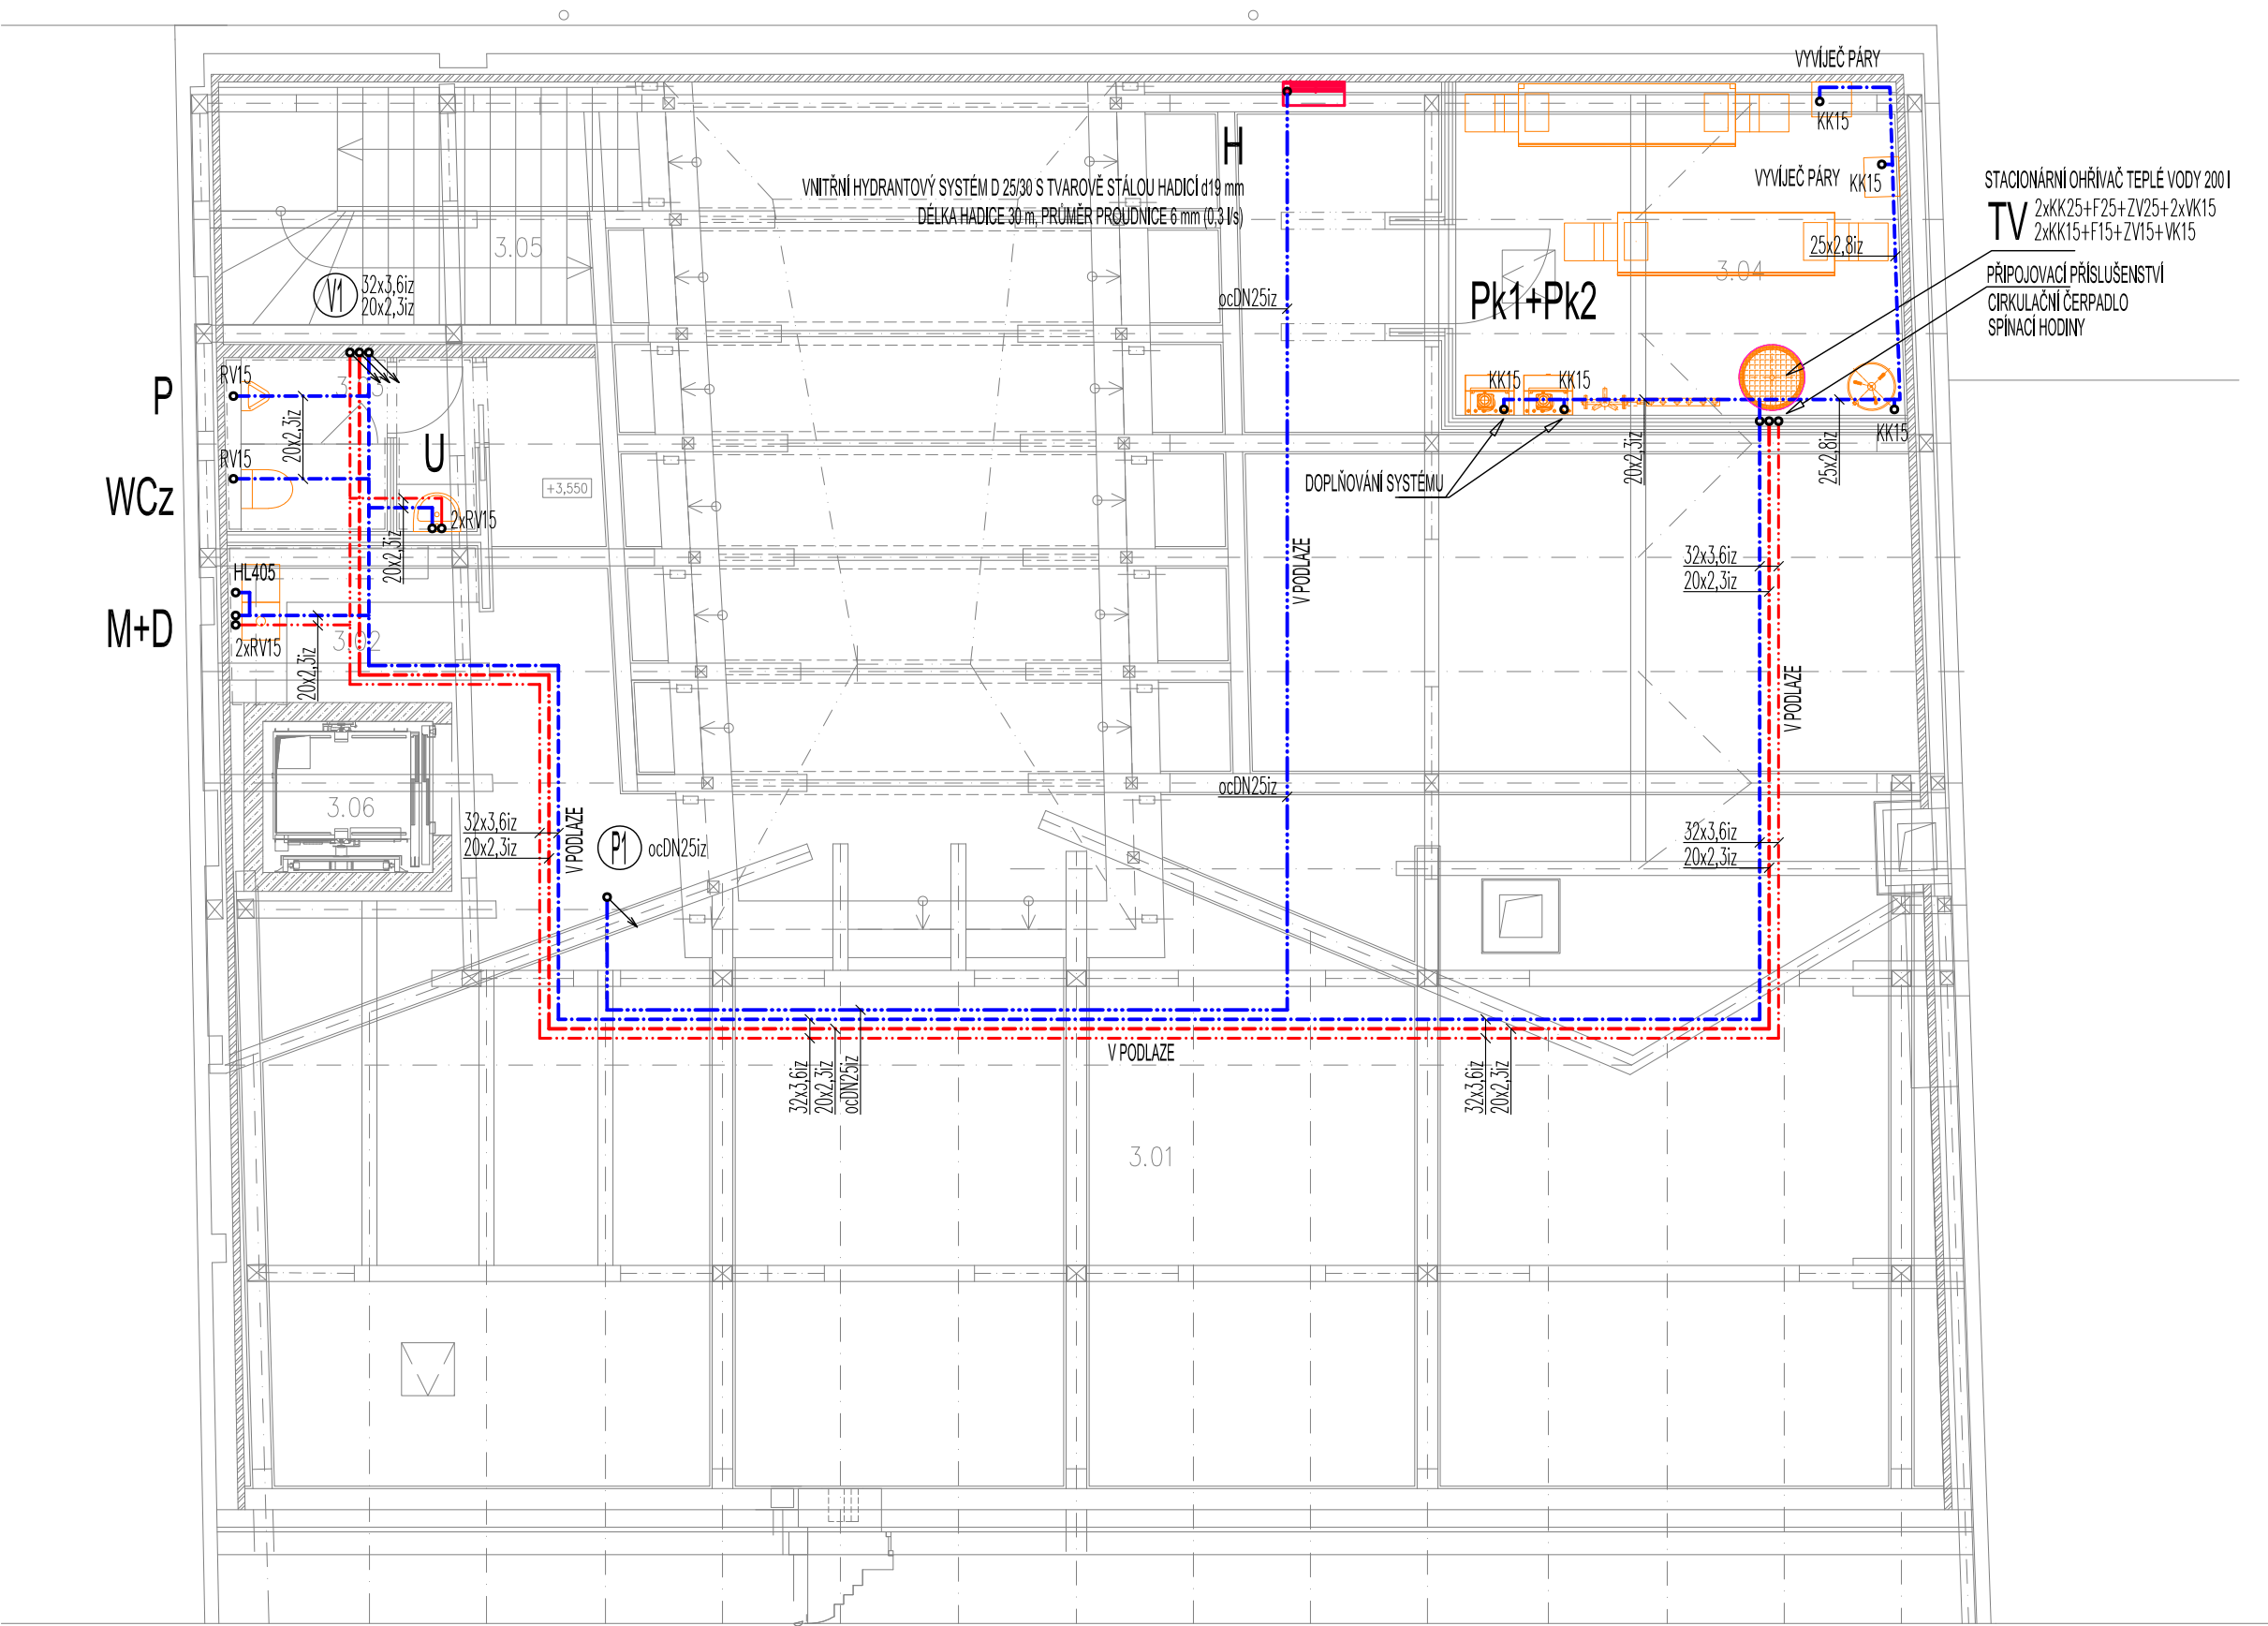 VYVÍJEČ PÁRY
KK15
H
VNITŘNÍ HYDRANTOVÝ SYSTÉM D 25/30 S TVAROVĚ STÁLOU HADICÍ d19 mm
DÉLKA HADICE 30 m, PRŮMĚR PROUDNICE 6 mm (0,3 l/s)
VYVÍJEČ PÁRY
KK15
STACIONÁRNÍ OHŘÍVAČ TEPLÉ VODY 200 l
TV
2xKK25+F25+ZV25+2xVK15
2xKK15+F15+ZV15+VK15
3.05
25x2,8iz
3.04
PŘIPOJOVACÍ PŘÍSLUŠENSTVÍ
CIRKULAČNÍ ČERPADLO
SPÍNACÍ HODINY
V1
32x3,6iz
20x2,3iz
ocDN25iz
Pk1+Pk2
P
RV15
KK15
KK15
20x2,3iz
U
RV15
KK15
20x2,3iz
25x2,8iz
WCz
+3,550
DOPLŇOVÁNÍ SYSTÉMU
2xRV15
20x2,3iz
HL405
V PODLAZE
32x3,6iz
20x2,3iz
M+D
3.02
2xRV15
20x2,3iz
V PODLAZE
ocDN25iz
3.06
32x3,6iz
20x2,3iz
V PODLAZE
P1
ocDN25iz
32x3,6iz
20x2,3iz
V PODLAZE
32x3,6iz
20x2,3iz
ocDN25iz
32x3,6iz
20x2,3iz
3.01